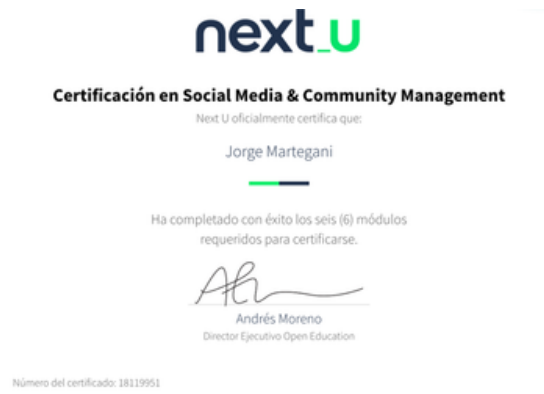 next_u
Certificación en Social Media & Community Management
Next U oficialmente certifica que:
Jorge Martegani
Ha completado con éxito los seis (6) módulos
requeridos para certificarse.
Andrés Moreno
Director Ejecutivo Open Education
Número del certificado: 18119951